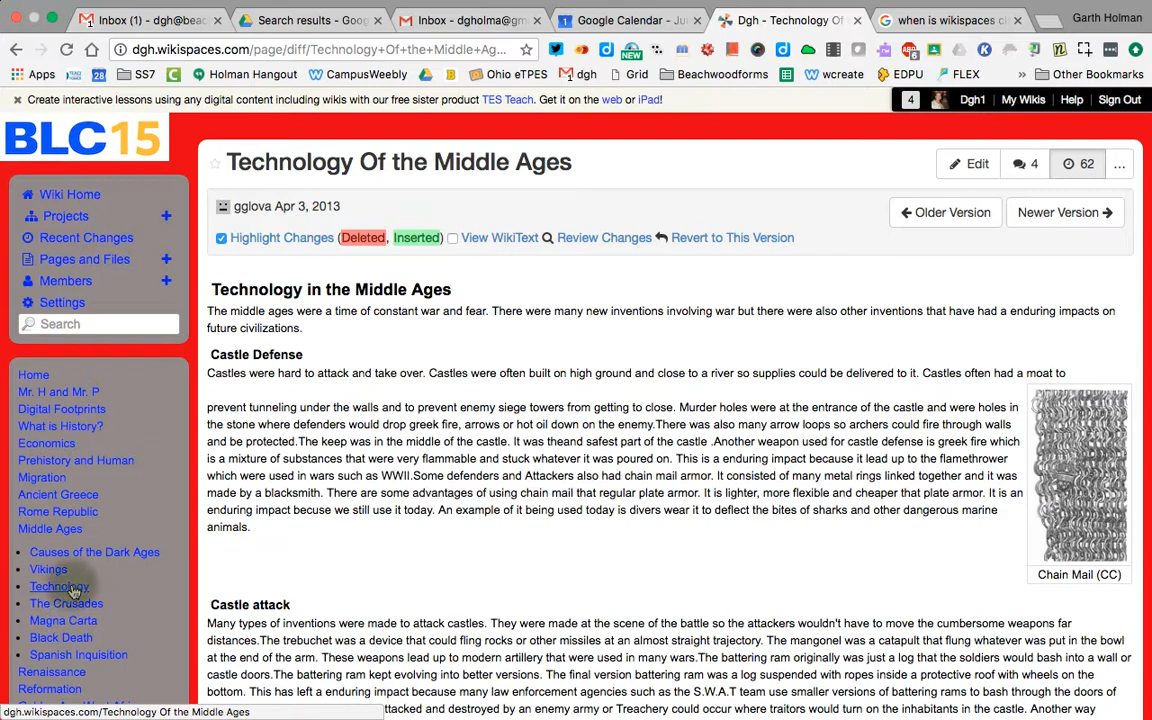 Inbox (1) - dgh@beac
Search results - Goog
Inbox - dgholma@gm
Google Calendar - Ju
Dgh - Technology Of
when is wikispaces cl
Garth Holman
dgh.wikispaces.com/page/diff/Technology+Of+the+Middle+Ag...
Apps
28
SS7
Holman Hangout
CampusWeebly
Ohio eTPES
dgh
Grid
Beachwoodforms
wcreate
EDPU
FLEX
»
Other Bookmarks
× Create interactive lessons using any digital content including wikis with our free sister product TES Teach. Get it on the web or iPad!
4
Dgh1
My Wikis
Help
Sign Out
BLC15
Wiki Home
Projects +
Recent Changes
Pages and Files +
Members +
Settings
Search
Home
Mr. H and Mr. P
Digital Footprints
What is History?
Economics
Prehistory and Human
Migration
Ancient Greece
Rome Republic
Middle Ages
• Causes of the Dark Ages
• Vikings
• Technology
• The Crusades
• Magna Carta
• Black Death
• Spanish Inquisition
Renaissance
Reformation
Technology Of the Middle Ages
Edit
4
62
...
gglova Apr 3, 2013
Older Version
Newer Version
Highlight Changes (Deleted, Inserted) View WikiText Review Changes Revert to This Version
Technology in the Middle Ages
The middle ages were a time of constant war and fear. There were many new inventions involving war but there were also other inventions that have had a enduring impacts on
future civilizations.
Castle Defense
Castles were hard to attack and take over. Castles were often built on high ground and close to a river so supplies could be delivered to it. Castles often had a moat to
prevent tunneling under the walls and to prevent enemy siege towers from getting to close. Murder holes were at the entrance of the castle and were holes in
the stone where defenders would drop greek fire, arrows or hot oil down on the enemy.There was also many arrow loops so archers could fire through walls
and be protected.The keep was in the middle of the castle. It was theand safest part of the castle .Another weapon used for castle defense is greek fire which
is a mixture of substances that were very flammable and stuck whatever it was poured on. This is a enduring impact because it lead up to the flamethrower
which were used in wars such as WWII.Some defenders and Attackers also had chain mail armor. It consisted of many metal rings linked together and it was
made by a blacksmith. There are some advantages of using chain mail that regular plate armor. It is lighter, more flexible and cheaper that plate armor. It is an
enduring impact becuse we still use it today. An example of it being used today is divers wear it to deflect the bites of sharks and other dangerous marine
animals.
Chain Mail (CC)
Castle attack
Many types of inventions were made to attack castles. They were made at the scene of the battle so the attackers wouldn't have to move the cumbersome weapons far
distances.The trebuchet was a device that could fling rocks or other missiles at an almost straight trajectory. The mangonel was a catapult that flung whatever was put in the bowl
at the end of the arm. These weapons lead up to modern artillery that were used in many wars.The battering ram originally was just a log that the soldiers would bash into a wall or
castle doors.The battering ram kept evolving into better versions. The final version battering ram was a log suspended with ropes inside a protective roof with wheels on the
bottom. This has left a enduring impact because many law enforcement agencies such as the S.W.A.T team use smaller versions of battering rams to bash through the doors of
attacked and destroyed by an enemy army or Treachery could occur where traitors would turn on the inhabitants in the castle. Another way
dgh.wikispaces.com/Technology Of the Middle Ages